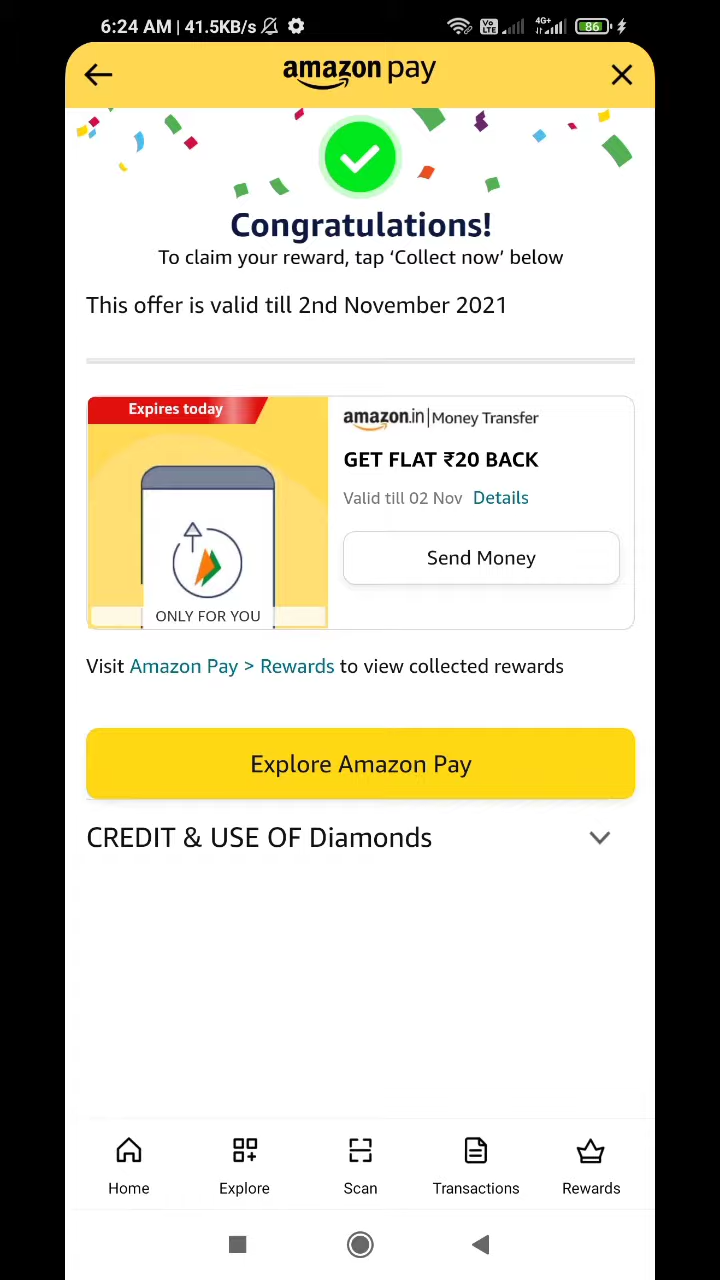 6:24 AM | 41.5KB/s
Vo LTE 4G+ 86
amazon pay
Congratulations!
To claim your reward, tap ‘Collect now’ below
This offer is valid till 2nd November 2021
Expires today
ONLY FOR YOU
amazon.in | Money Transfer
GET FLAT ₹20 BACK
Valid till 02 Nov Details
Send Money
Visit Amazon Pay > Rewards to view collected rewards
Explore Amazon Pay
CREDIT & USE OF Diamonds
Home Explore Scan Transactions Rewards